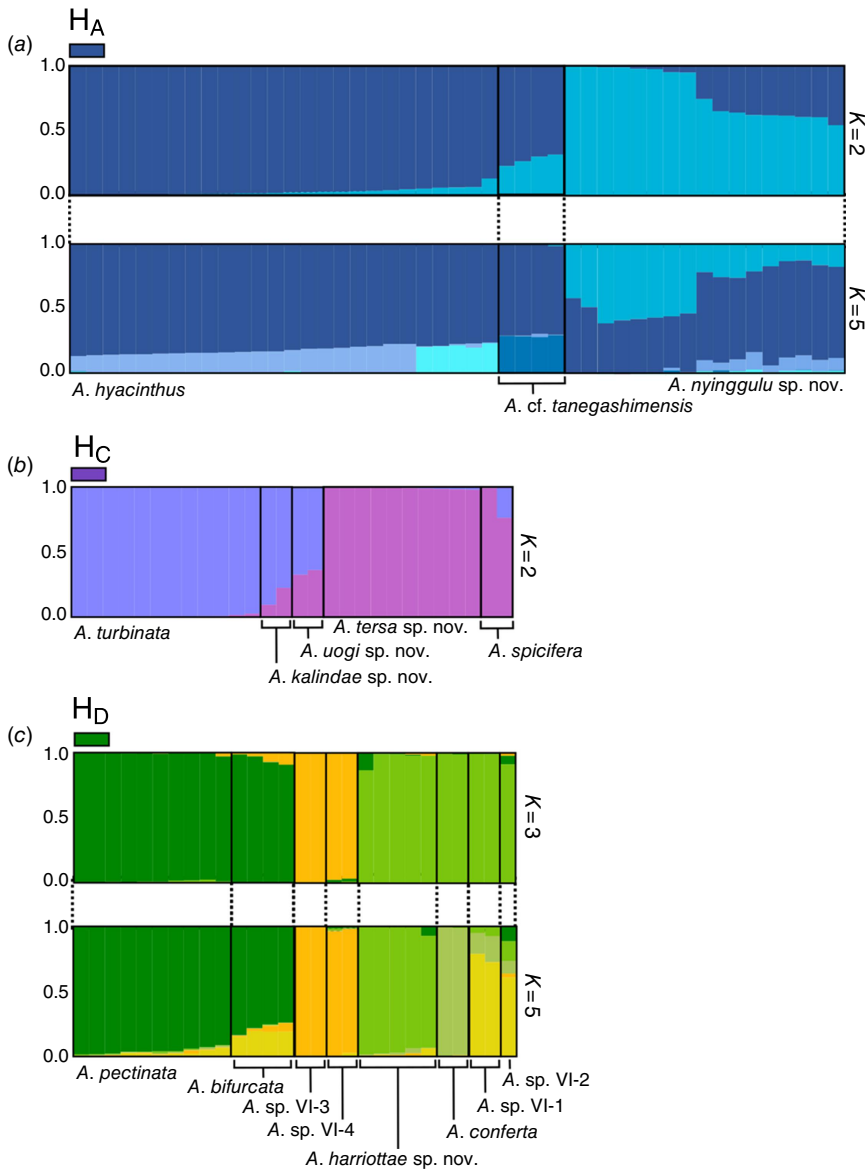 H_A
(a)
1.0
0.5
0.0
K = 2
1.0
0.5
0.0
K = 5
A. hyacinthus
A. cf. tanegashimensis
A. nyinggulu sp. nov.
H_C
(b)
1.0
0.5
0.0
K = 2
A. turbinata
A. kalindae sp. nov.
A. uogi sp. nov.
A. tersa sp. nov.
A. spicifera
H_D
(c)
1.0
0.5
0.0
K = 3
1.0
0.5
0.0
K = 5
A. pectinata
A. bifurcata
A. sp. VI-3
A. sp. VI-4
A. harriottae sp. nov.
A. conferta
A. sp. VI-1
A. sp. VI-2